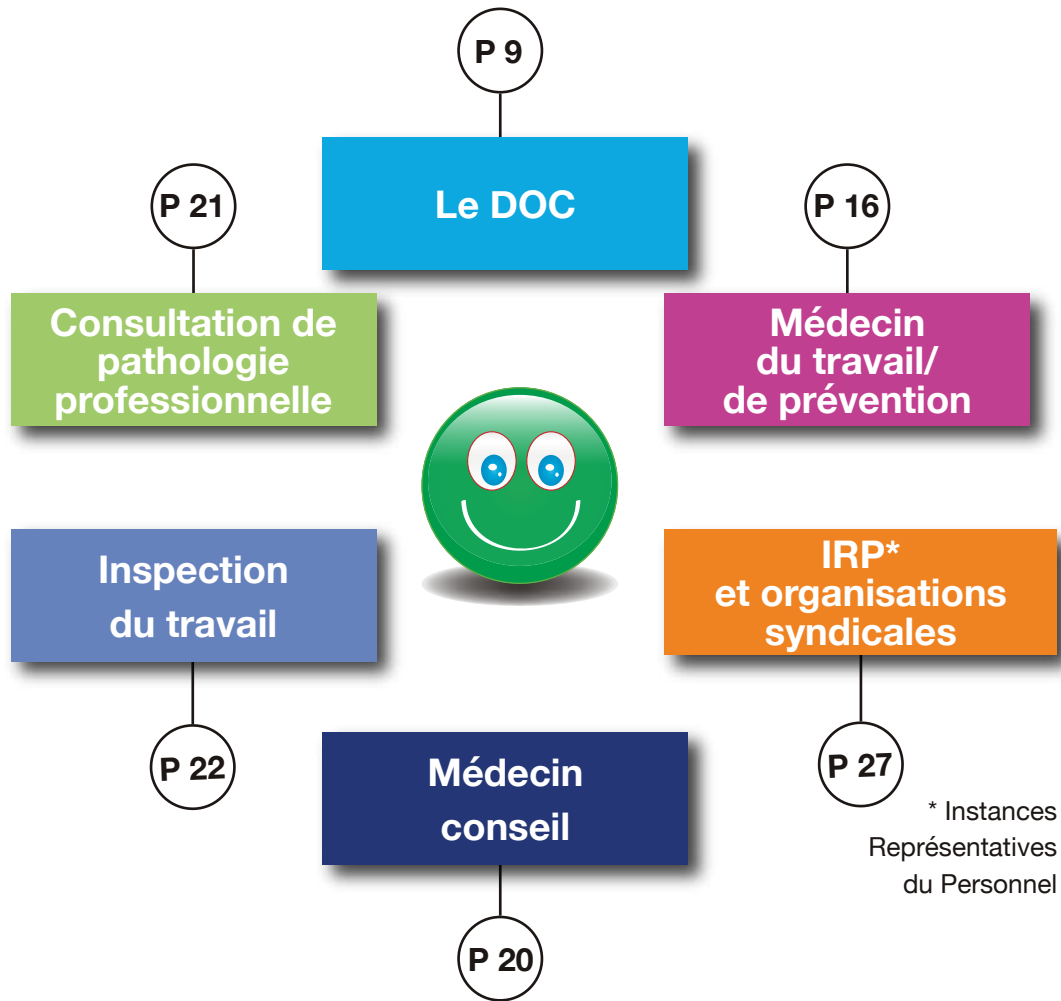 P 9
Le DOC
P 21
Consultation de
pathologie
professionnelle
P 16
Médecin
du travail/
de prévention
Inspection
du travail
P 22
IRP*
et organisations
syndicales
P 27
Médecin
conseil
P 20
* Instances
Représentatives
du Personnel